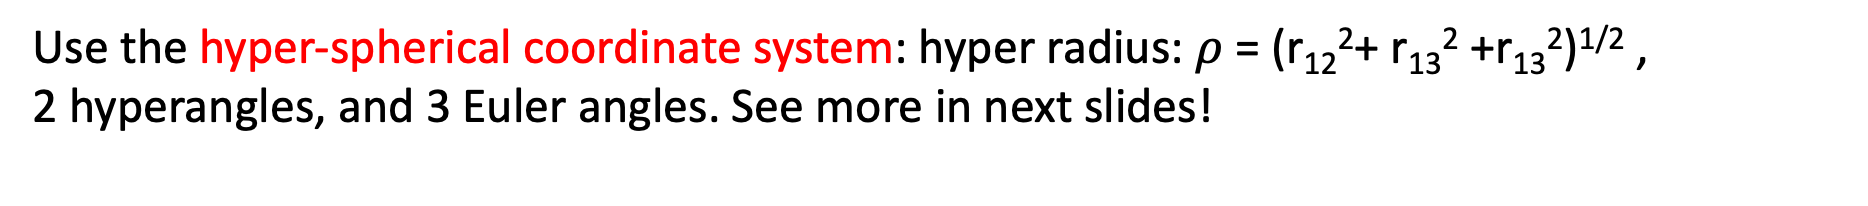 Use the hyper-spherical coordinate system: hyper radius: ρ = (r₁₂²+ r₁₃² +r₁₃²)¹/² ,
2 hyperangles, and 3 Euler angles. See more in next slides!